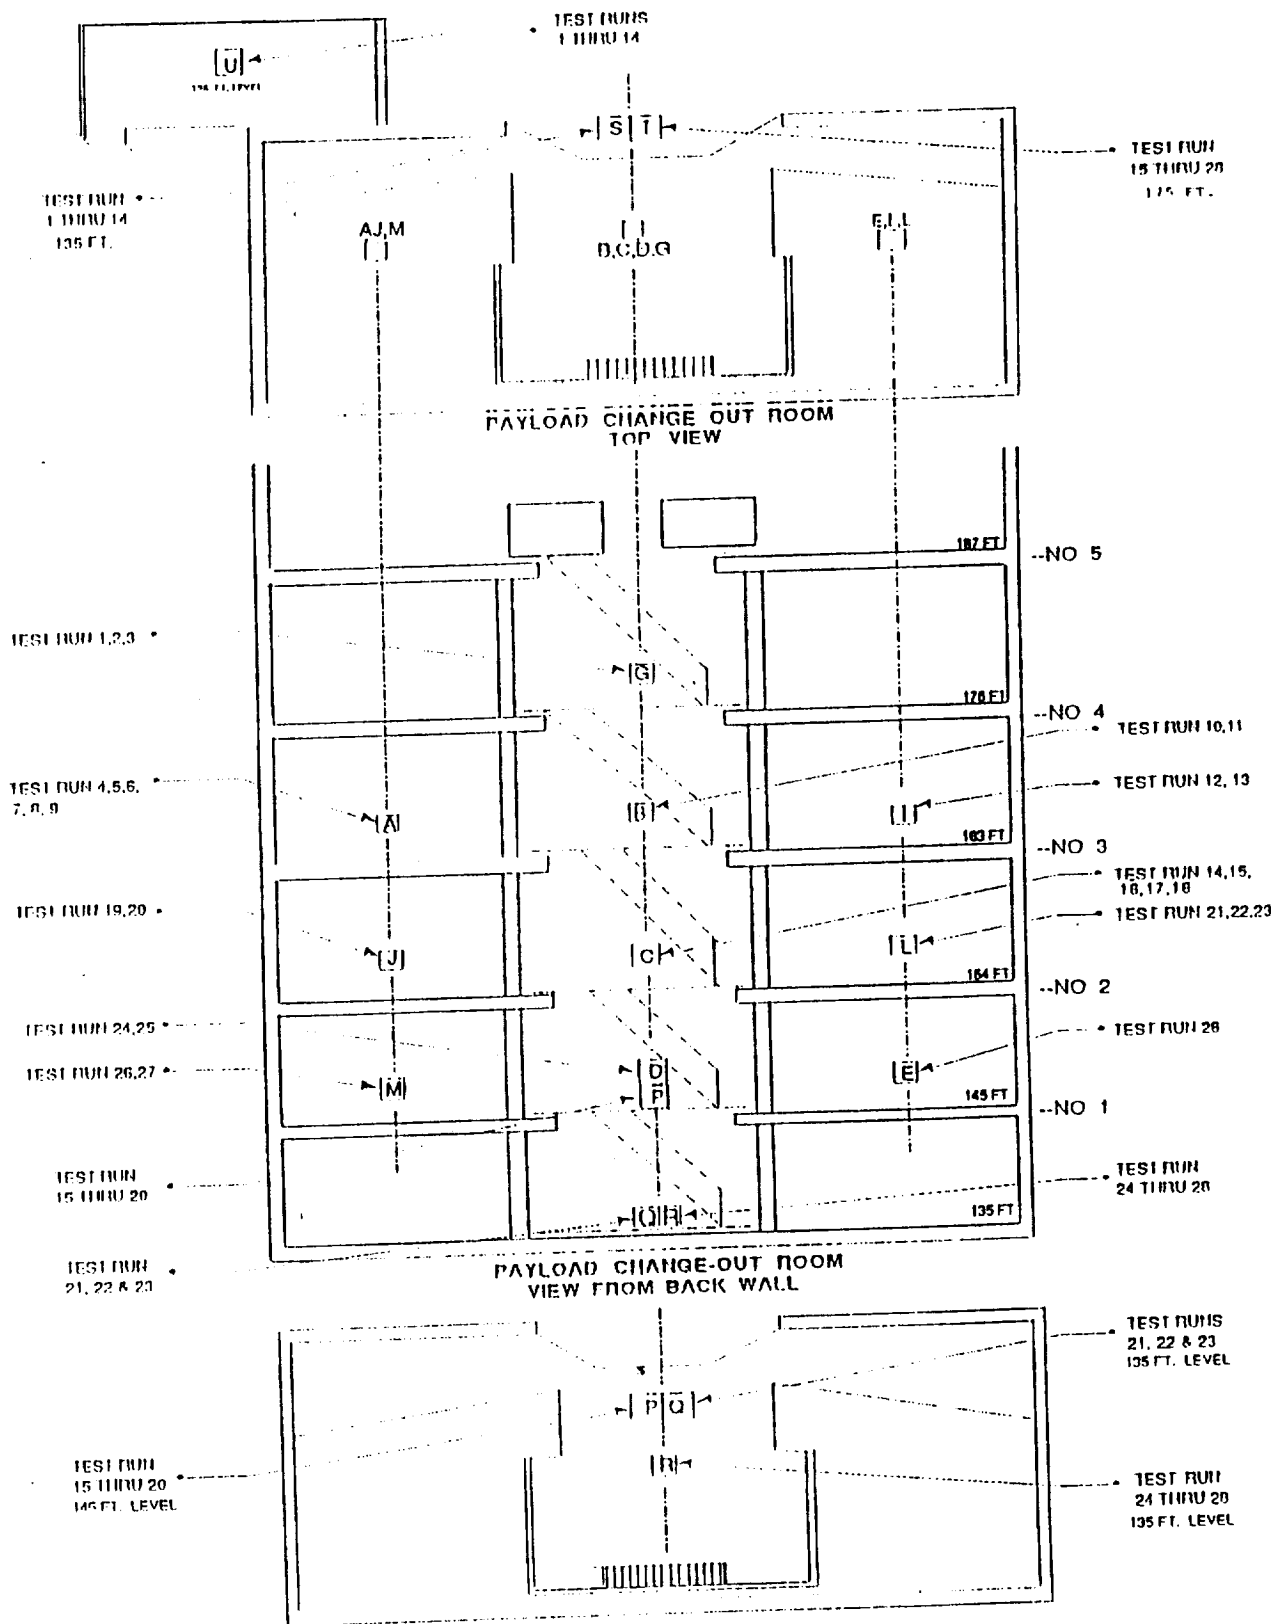 TEST RUNS
1 THRU 14
U
S T
TEST RUN
15 THRU 28
175 FT.
TEST RUN
1 THRU 14
135 FT.
A,J,M
B,C,D,G
E,I,L
PAYLOAD CHANGE OUT ROOM
TOP VIEW
187 FT
--NO 5
TEST RUN 1,2,3
G
176 FT
--NO 4
TEST RUN 10,11
TEST RUN 4,5,6,
7, 8, 9
TEST RUN 12, 13
A
B
I
163 FT
--NO 3
TEST RUN 14,15,
16,17,18
TEST RUN 19,20
TEST RUN 21,22,23
J
C
L
164 FT
--NO 2
TEST RUN 24,25
TEST RUN 28
TEST RUN 26,27
M
D
E
P
145 FT
--NO 1
TEST RUN
15 THRU 20
TEST RUN
24 THRU 28
Q R
135 FT
TEST RUN
21, 22 & 23
PAYLOAD CHANGE-OUT ROOM
VIEW FROM BACK WALL
TEST RUNS
21, 22 & 23
135 FT. LEVEL
P Q
R
TEST RUN
15 THRU 20
145 FT. LEVEL
TEST RUN
24 THRU 28
135 FT. LEVEL